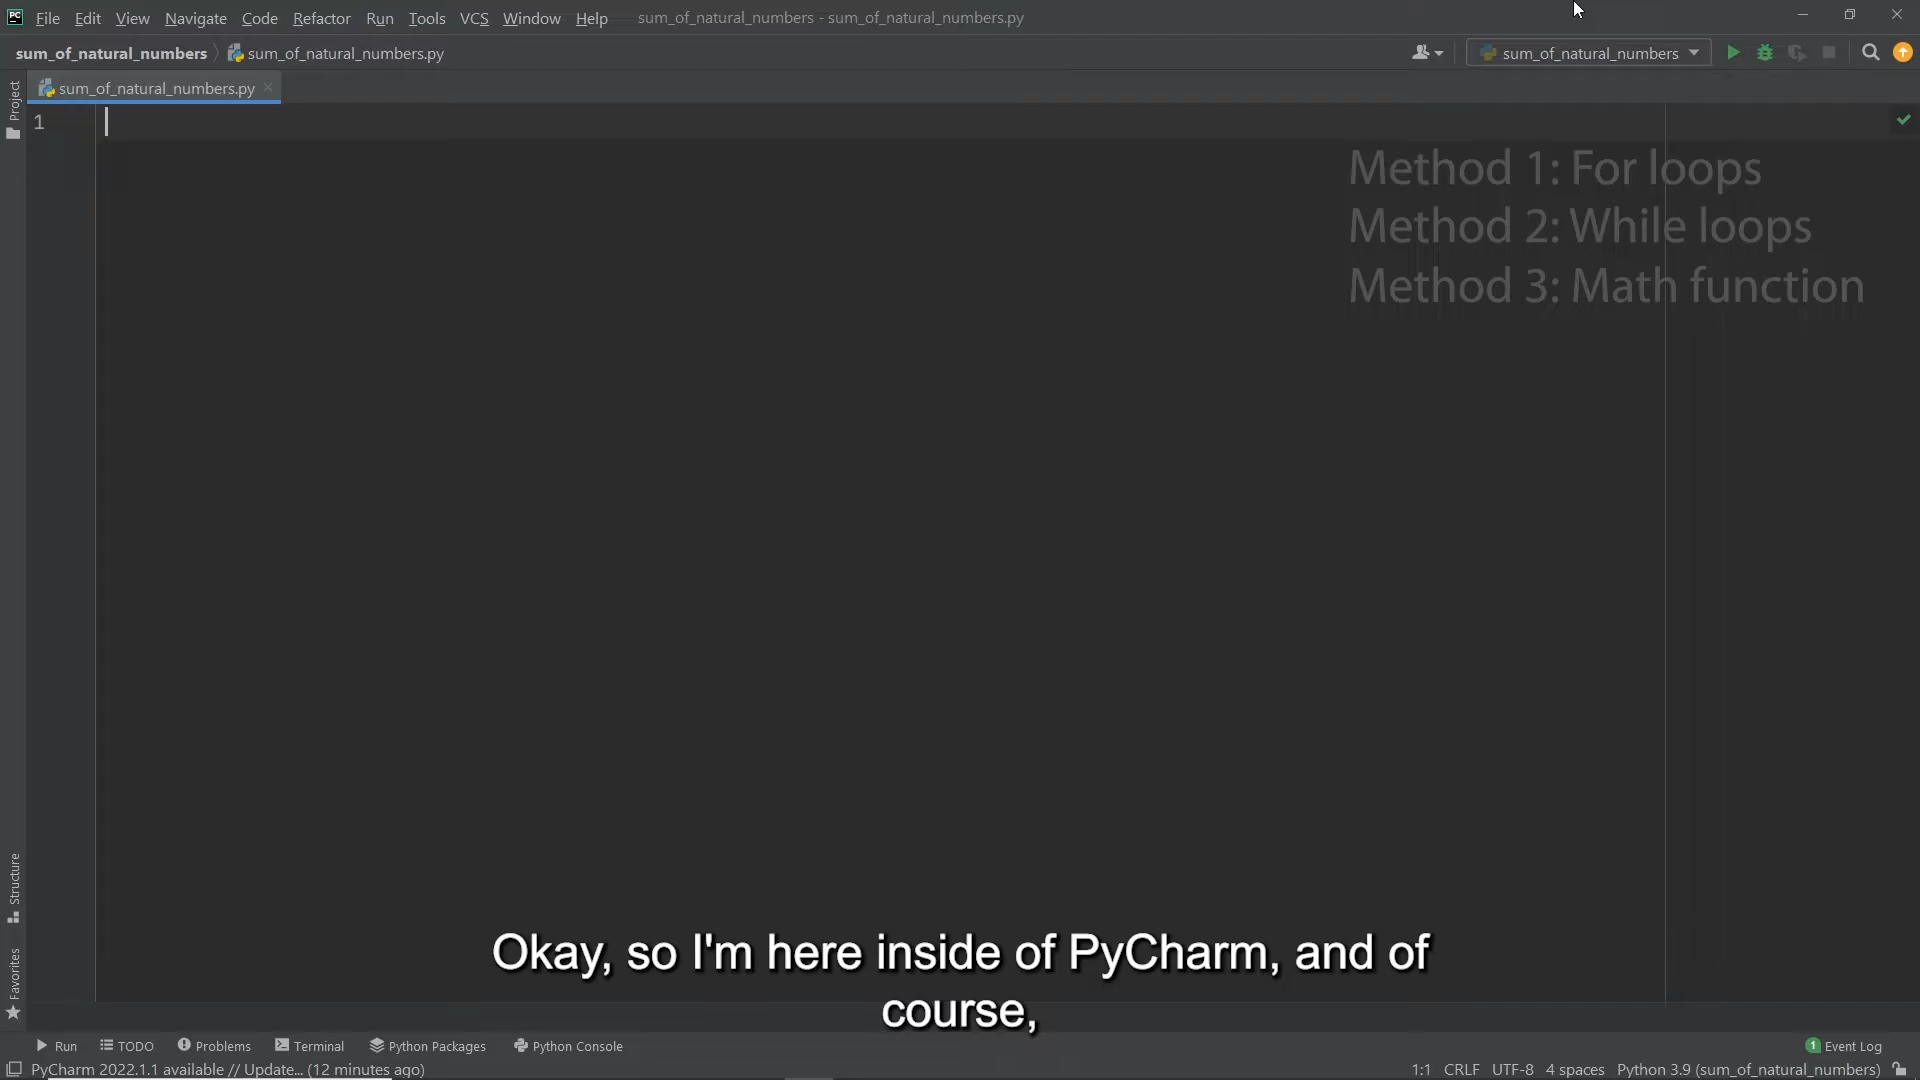 PC File Edit View Navigate Code Refactor Run Tools VCS Window Help sum_of_natural_numbers - sum_of_natural_numbers.py
sum_of_natural_numbers sum_of_natural_numbers.py sum_of_natural_numbers
Project
sum_of_natural_numbers.py
1
Method 1: For loops
Method 2: While loops
Method 3: Math function
Structure
Favorites
Okay, so I'm here inside of PyCharm, and of
course,
Run TODO Problems Terminal Python Packages Python Console 1 Event Log
PyCharm 2022.1.1 available // Update... (12 minutes ago) 1:1 CRLF UTF-8 4 spaces Python 3.9 (sum_of_natural_numbers)